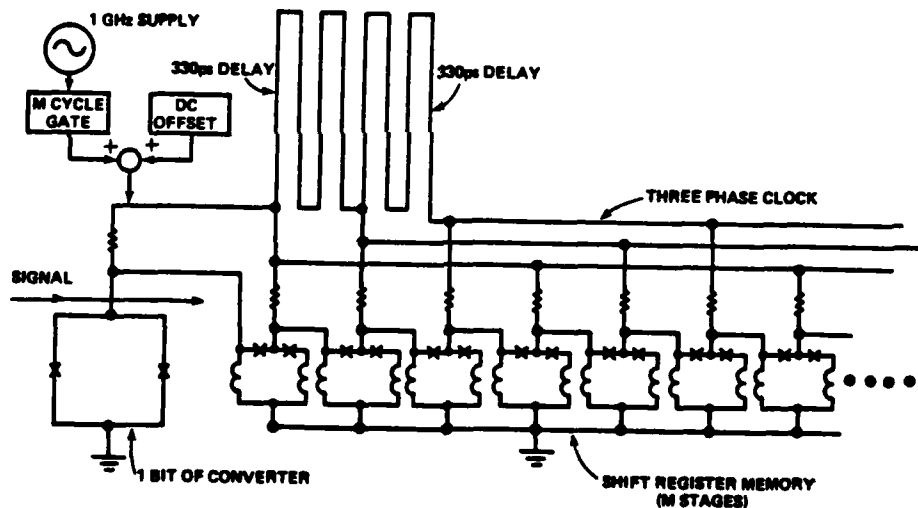 1 GHz SUPPLY
330ps DELAY
330ps DELAY
M CYCLE
GATE
DC
OFFSET
+
+
THREE PHASE CLOCK
SIGNAL
1 BIT OF CONVERTER
SHIFT REGISTER MEMORY
(M STAGES)